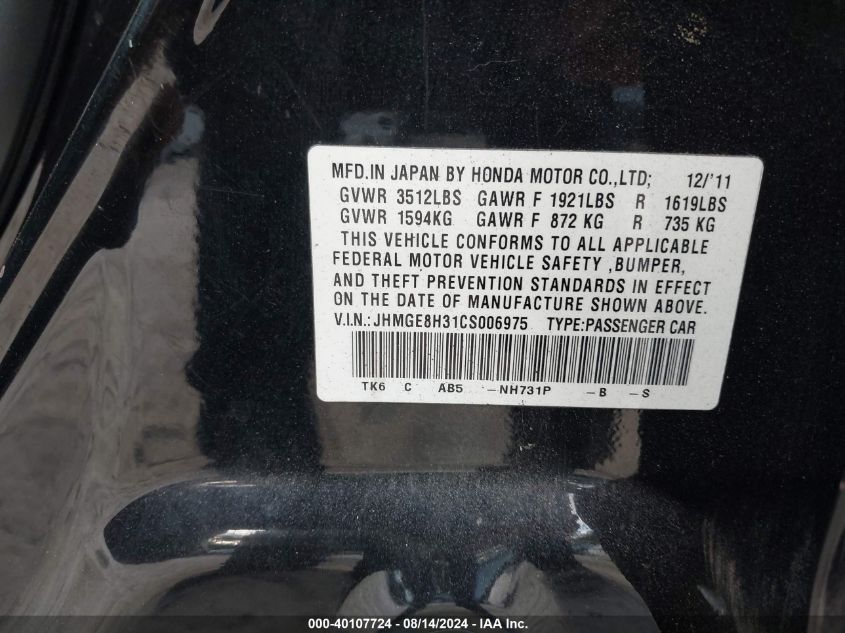 MFD.IN JAPAN BY HONDA MOTOR CO.,LTD; 12/'11
GVWR 3512LBS GAWR F 1921LBS R 1619LBS
GVWR 1594KG GAWR F 872 KG R 735 KG
THIS VEHICLE CONFORMS TO ALL APPLICABLE
FEDERAL MOTOR VEHICLE SAFETY ,BUMPER,
AND THEFT PREVENTION STANDARDS IN EFFECT
ON THE DATE OF MANUFACTURE SHOWN ABOVE.
V.I.N.: JHMGE8H31CS006975 TYPE:PASSENGER CAR
TK6 C AB5 -NH731P -B -S
000-40107724 - 08/14/2024 - IAA Inc.